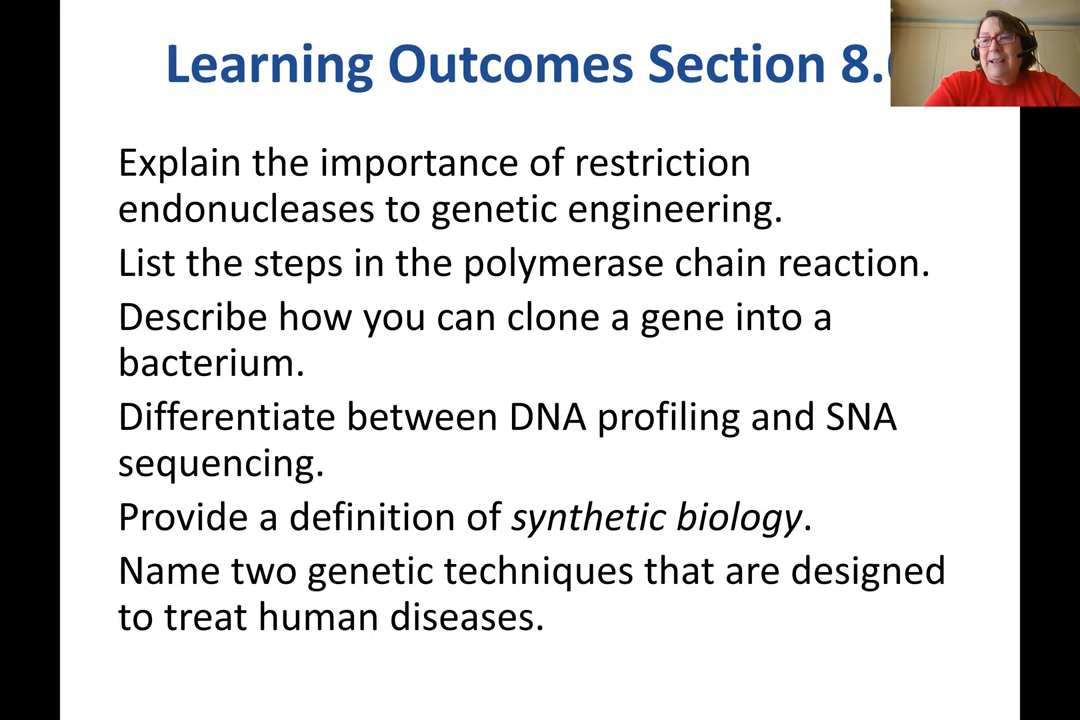 Learning Outcomes Section 8.
Explain the importance of restriction
endonucleases to genetic engineering.
List the steps in the polymerase chain reaction.
Describe how you can clone a gene into a
bacterium.
Differentiate between DNA profiling and SNA
sequencing.
Provide a definition of synthetic biology.
Name two genetic techniques that are designed
to treat human diseases.